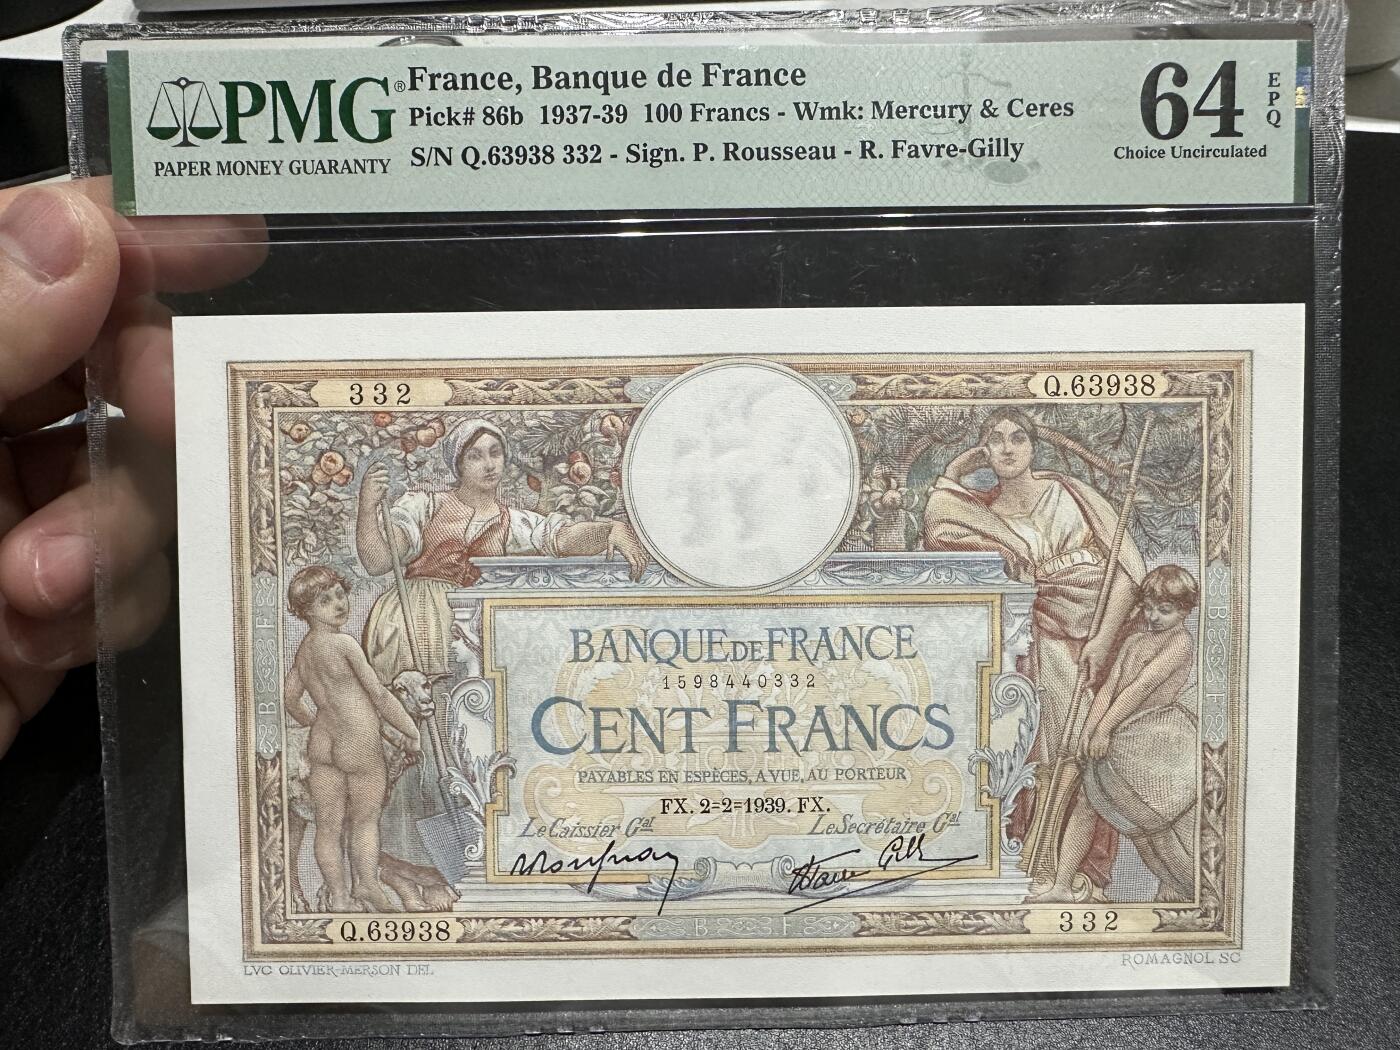 PMG®
PAPER MONEY GUARANTY
France, Banque de France
Pick# 86b 1937-39 100 Francs - Wmk: Mercury & Ceres
S/N Q.63938 332 - Sign. P. Rousseau - R. Favre-Gilly
64
EPQ
Choice Uncirculated
332
Q.63938
BANQUE DE FRANCE
1598440332
CENT FRANCS
PAYABLES EN ESPÈCES, A VUE, AU PORTEUR
FX. 2=2=1939. FX.
Le Caissier Gal
Le Secrétaire Gal
B F
B F
Q.63938
B F
332
LVC OLIVIER-MERSON DEL.
ROMAGNOL SC